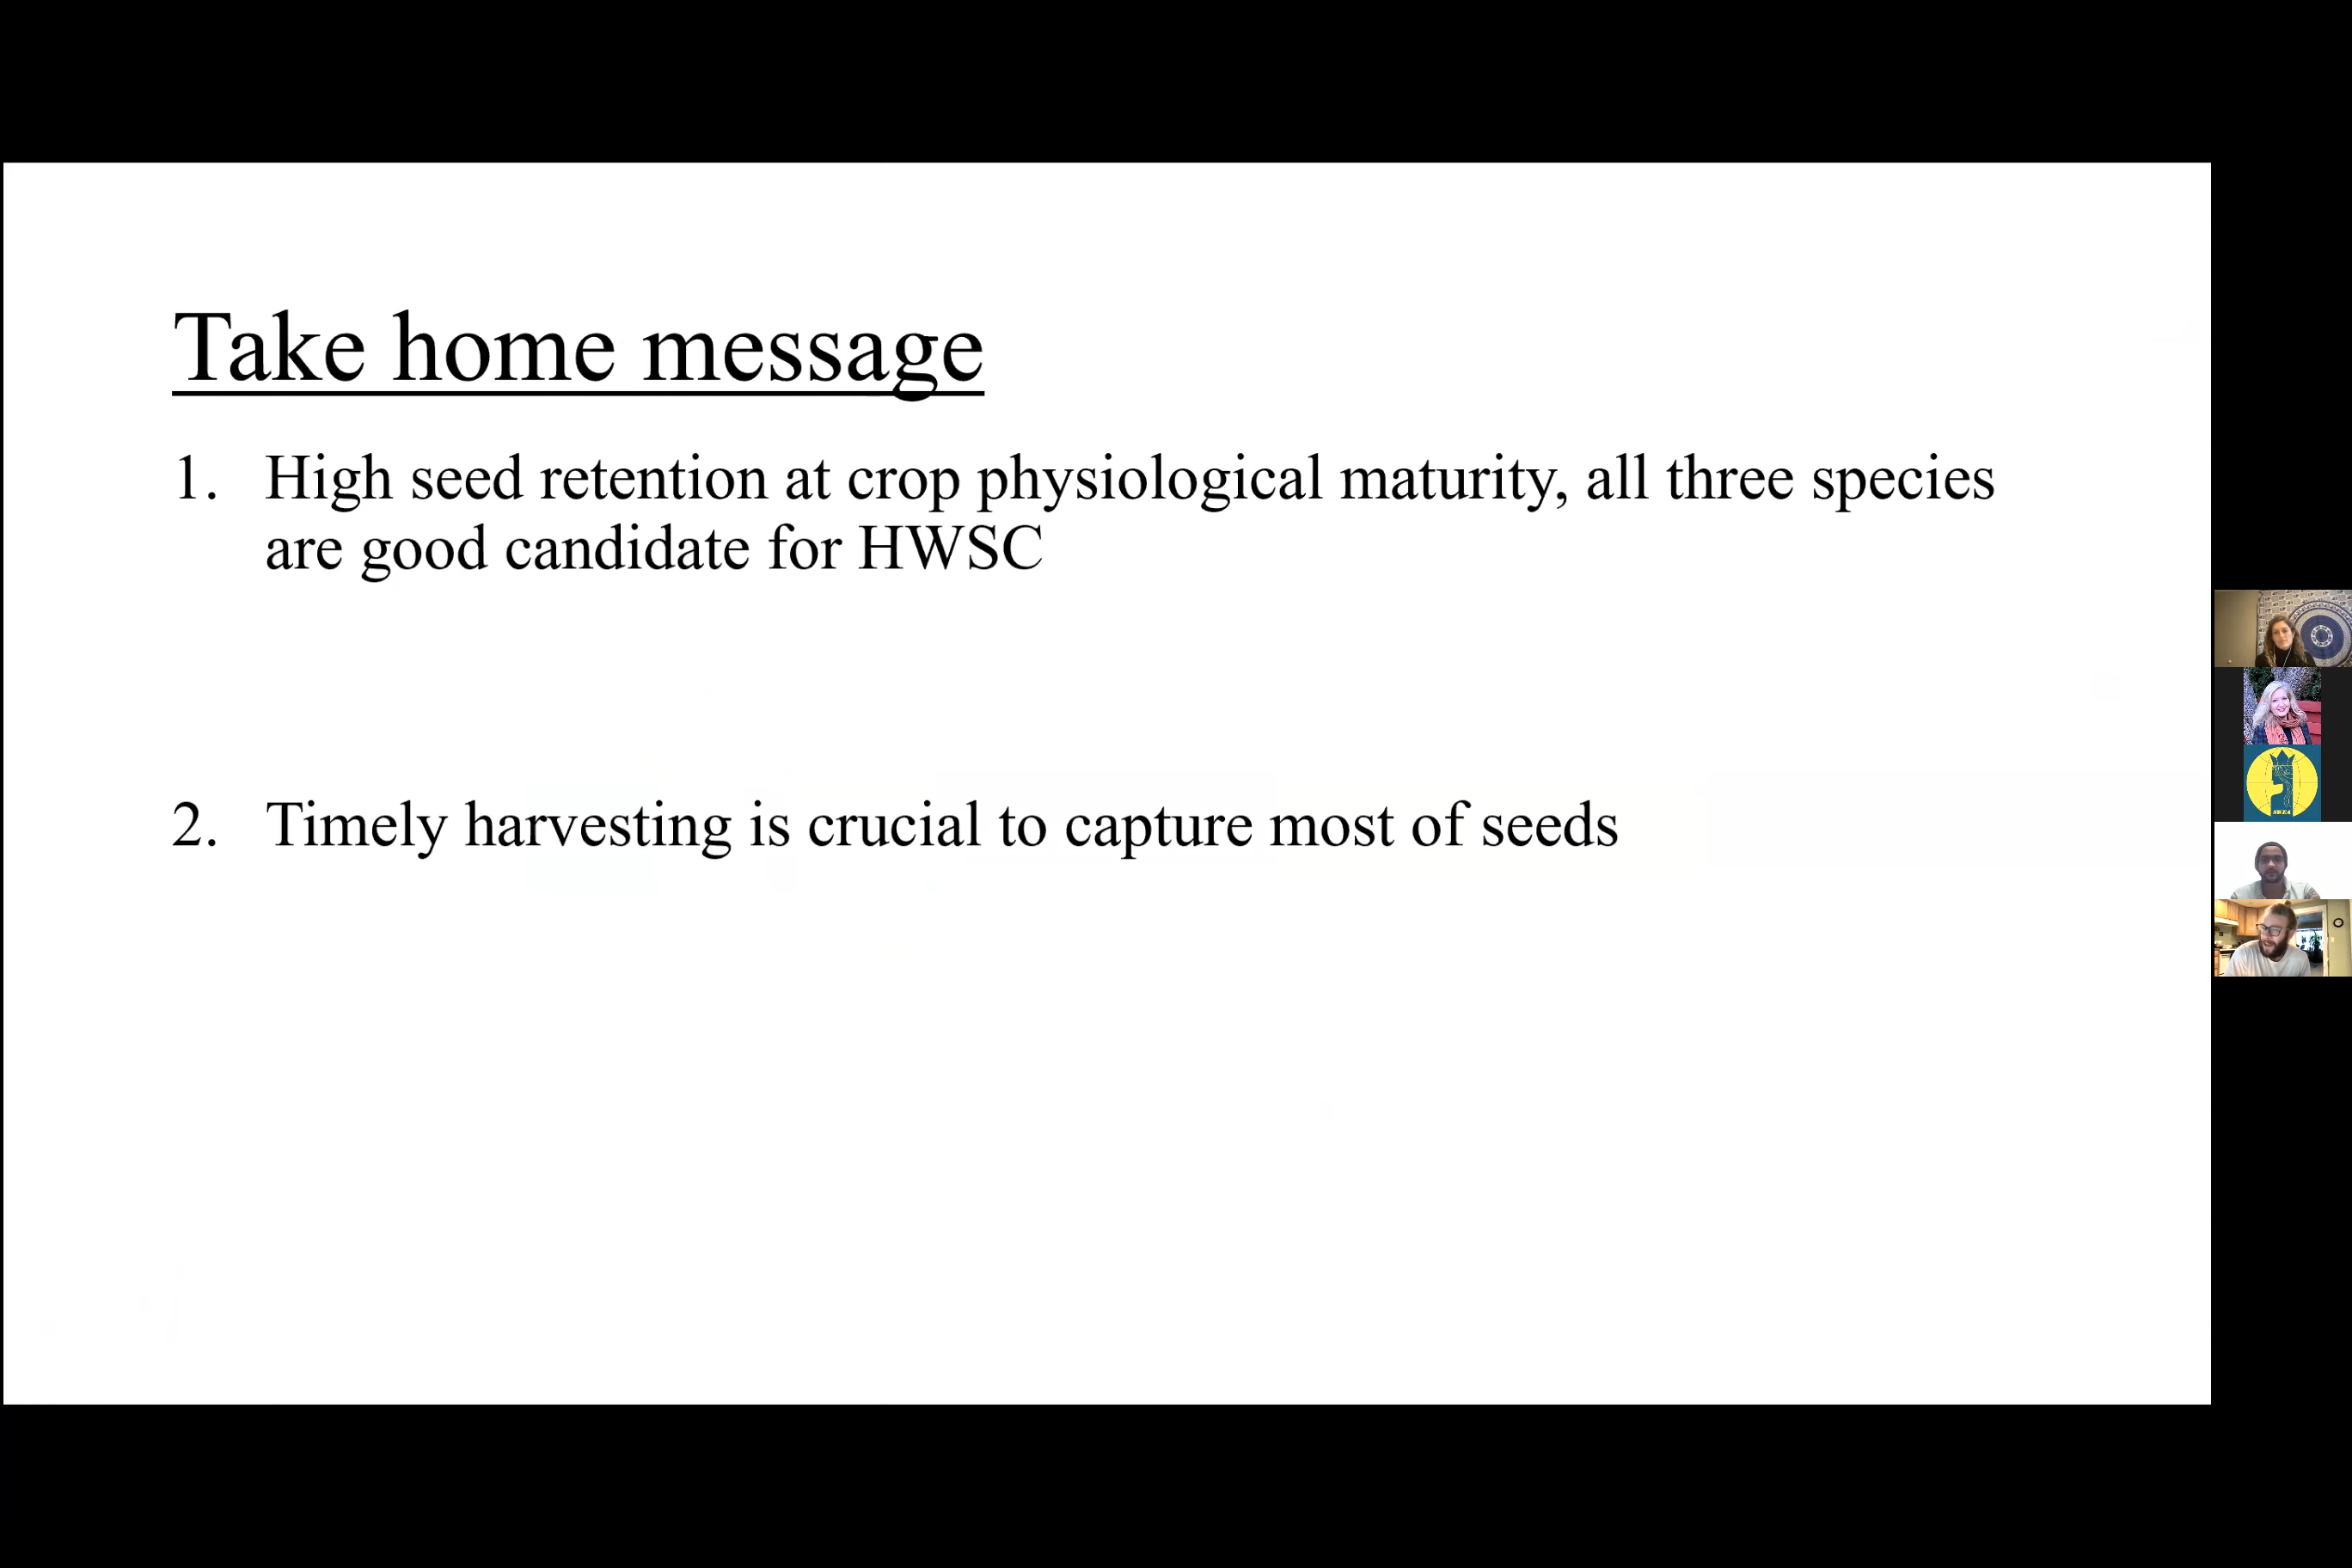 Take home message
1. High seed retention at crop physiological maturity, all three species
are good candidate for HWSC
2. Timely harvesting is crucial to capture most of seeds